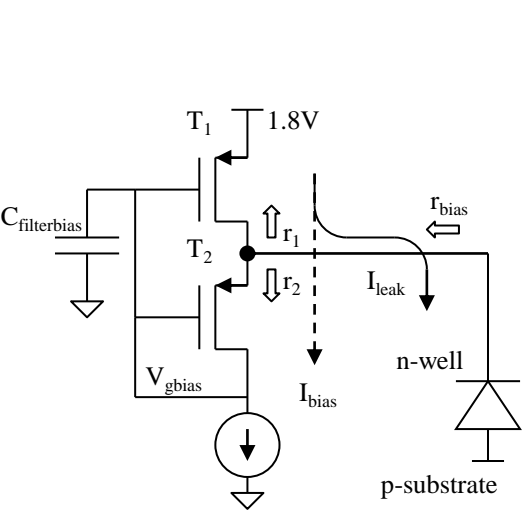 T1
1.8V
Cfilterbias
rbias
r1
T2
r2
Ileak
n-well
Vgbias
Ibias
p-substrate